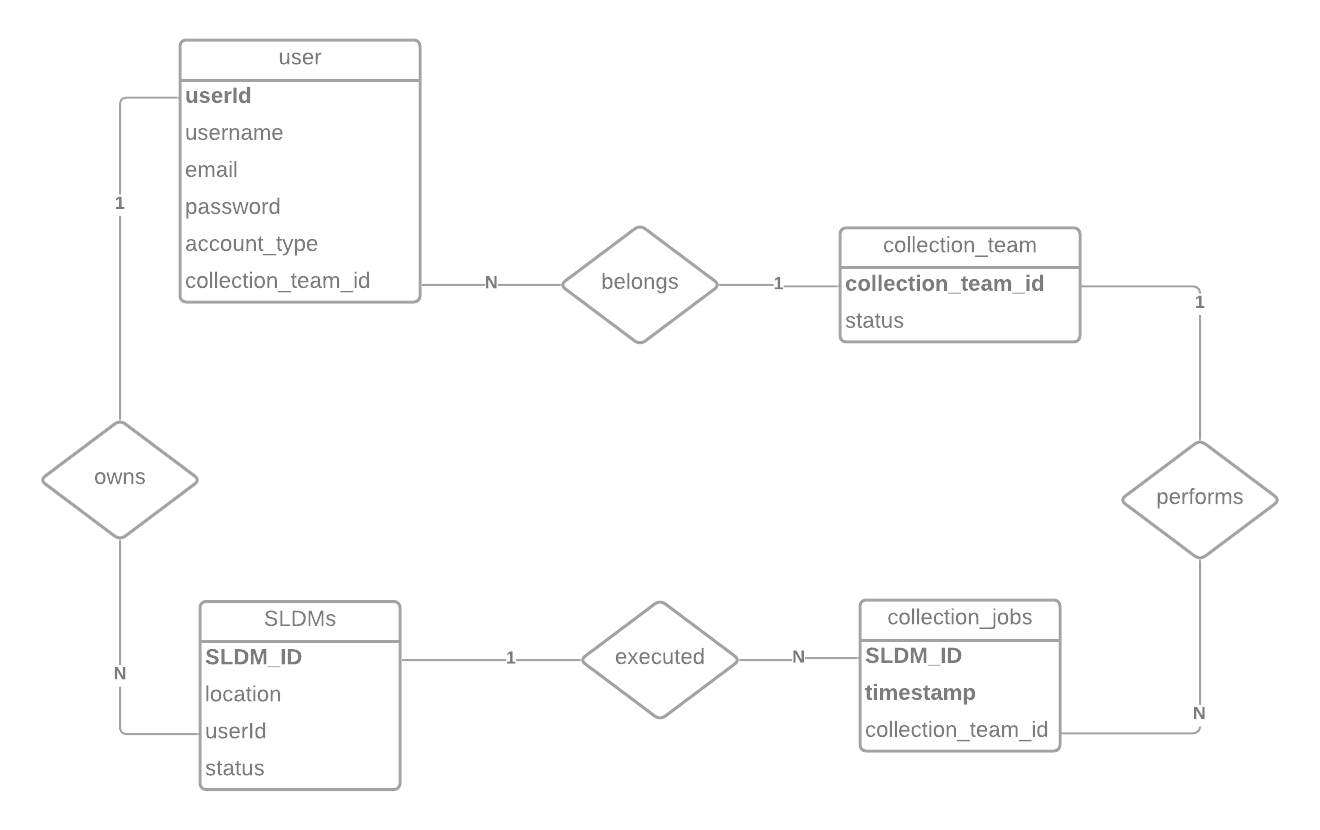 user
userId
username
email
password
account_type
collection_team_id
1
N
belongs
1
collection_team
collection_team_id
status
1
owns
performs
N
SLDMs
SLDM_ID
location
userId
status
1
executed
N
collection_jobs
SLDM_ID
timestamp
collection_team_id
N